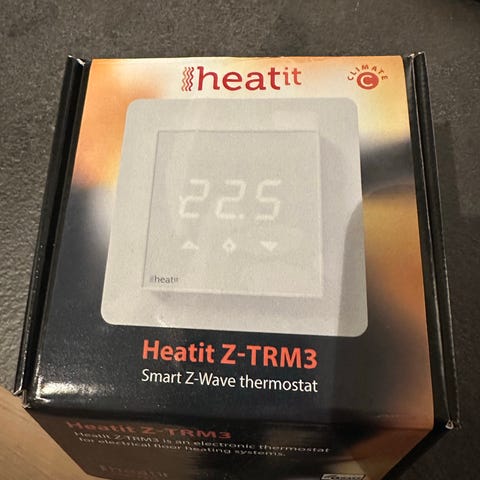 heatit
CLIMATE
C
22.5
heatit
Heatit Z-TRM3
Smart Z-Wave thermostat
Heatit Z-TRM3
Heatit Z-TRM3 is an electronic thermostat
for electrical floor heating systems.
heatit